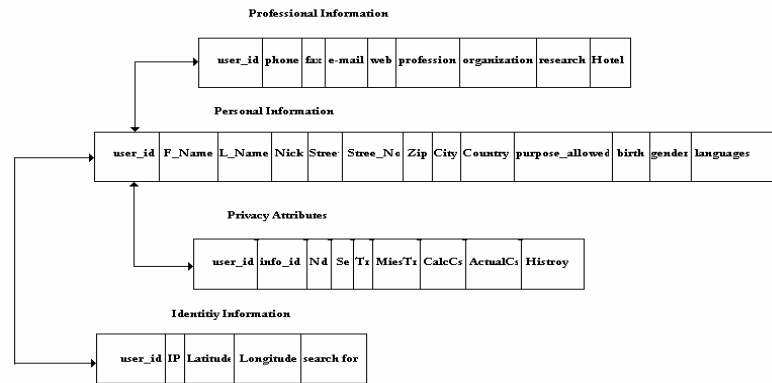 Professional Information
user_id phone fax e-mail web profession organization research Hotel
Personal Information
user_id F_Name L_Name Nick Stree Stree_No Zip City Country purpose_allowed birth gender languages
Privacy Attributes
user_id info_id Nd Se Tr MiesTr CalcCs ActualCs Histroy
Identitiy Information
user_id IP Latitude Longitude search for